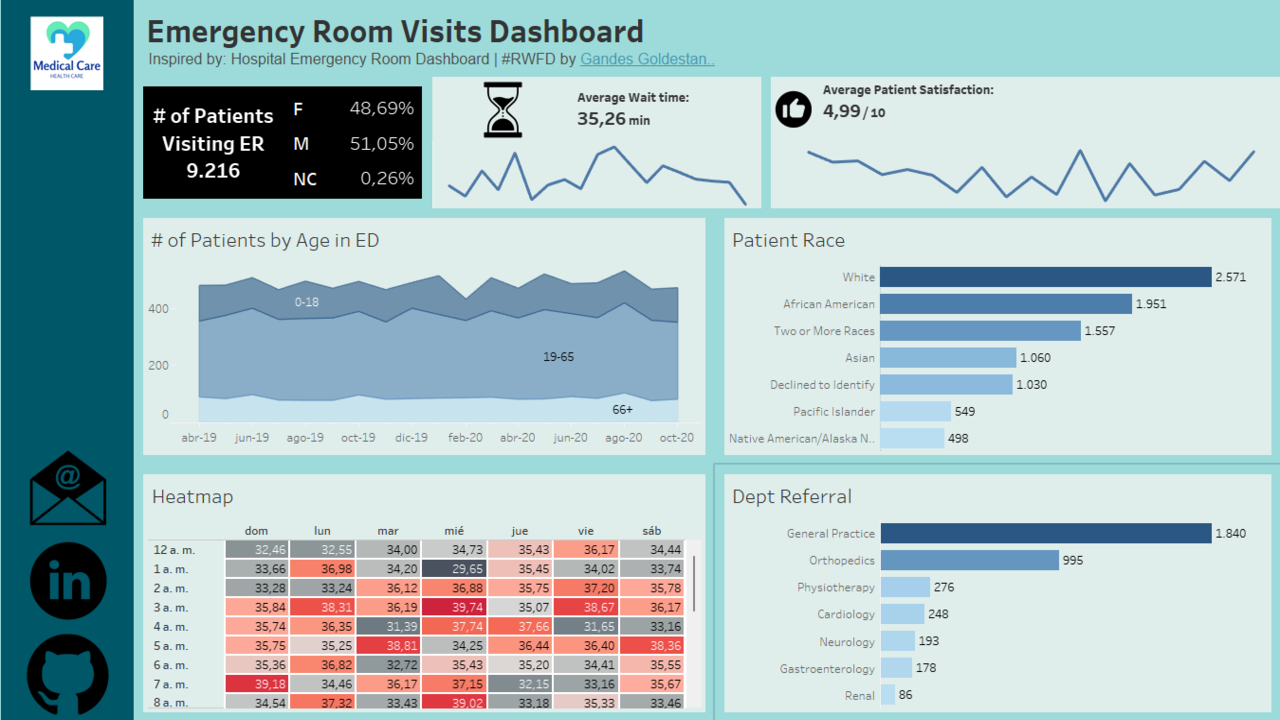 Medical Care
HEALTH CARE
Emergency Room Visits Dashboard
Inspired by: Hospital Emergency Room Dashboard | #RWFD by Gandes Goldestan..
# of Patients
Visiting ER
9.216
F 48,69%
M 51,05%
NC 0,26%
Average Wait time:
35,26 min
Average Patient Satisfaction:
4,99 / 10
# of Patients by Age in ED
400
200
0
0-18
19-65
66+
abr-19 jun-19 ago-19 oct-19 dic-19 feb-20 abr-20 jun-20 ago-20 oct-20
Patient Race
White 2.571
African American 1.951
Two or More Races 1.557
Asian 1.060
Declined to Identify 1.030
Pacific Islander 549
Native American/Alaska N.. 498
Heatmap
dom lun mar mié jue vie sáb
12 a. m. 32,46 32,55 34,00 34,73 35,43 36,17 34,44
1 a. m. 33,66 36,98 34,20 29,65 35,45 34,02 33,74
2 a. m. 33,28 33,24 36,12 36,88 35,75 37,20 35,78
3 a. m. 35,84 38,31 36,19 39,74 35,07 38,67 36,17
4 a. m. 35,74 36,35 31,39 37,74 37,66 31,65 33,16
5 a. m. 35,75 35,25 38,81 34,25 36,44 36,40 38,36
6 a. m. 35,36 36,82 32,72 35,43 35,20 34,41 35,55
7 a. m. 39,18 34,46 36,17 37,15 32,15 33,16 35,67
8 a. m. 34,54 37,32 33,43 39,02 33,18 35,33 33,46
Dept Referral
General Practice 1.840
Orthopedics 995
Physiotherapy 276
Cardiology 248
Neurology 193
Gastroenterology 178
Renal 86
@
in